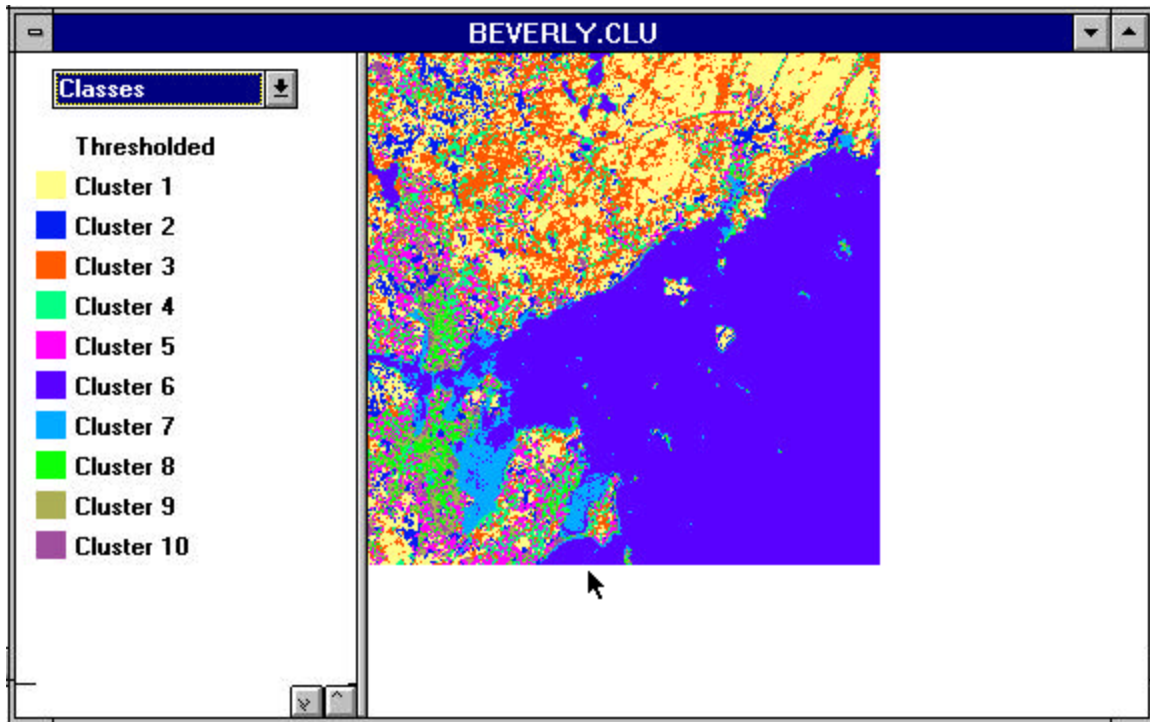 BEVERLY.CLU
Classes
Thresholded
Cluster 1
Cluster 2
Cluster 3
Cluster 4
Cluster 5
Cluster 6
Cluster 7
Cluster 8
Cluster 9
Cluster 10